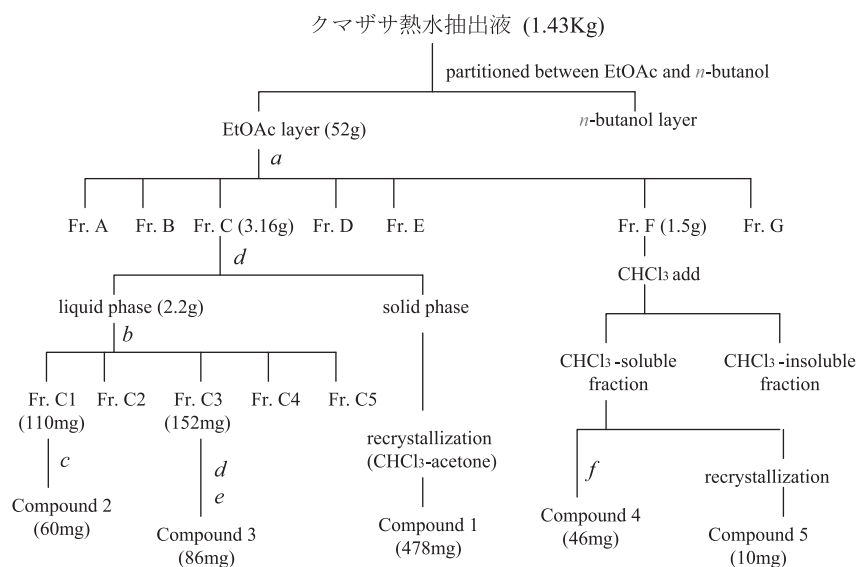 クマザサ熱水抽出液 (1.43Kg)
partitioned between EtOAc and n-butanol
EtOAc layer (52g)
n-butanol layer
a
Fr. A
Fr. B
Fr. C (3.16g)
Fr. D
Fr. E
Fr. F (1.5g)
Fr. G
d
CHCl3 add
liquid phase (2.2g)
solid phase
b
CHCl3 -soluble
fraction
CHCl3 -insoluble
fraction
Fr. C1
(110mg)
Fr. C2
Fr. C3
(152mg)
Fr. C4
Fr. C5
recrystallization
(CHCl3-acetone)
c
d
e
f
recrystallization
Compound 2
(60mg)
Compound 3
(86mg)
Compound 1
(478mg)
Compound 4
(46mg)
Compound 5
(10mg)